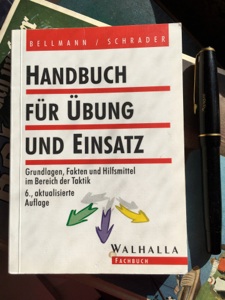 BELLMANN / SCHRADER
HANDBUCH
FÜR ÜBUNG
UND EINSATZ
Grundlagen, Fakten und Hilfsmittel
im Bereich der Taktik
6., aktualisierte
Auflage
WALHALLA
FACHBUCH